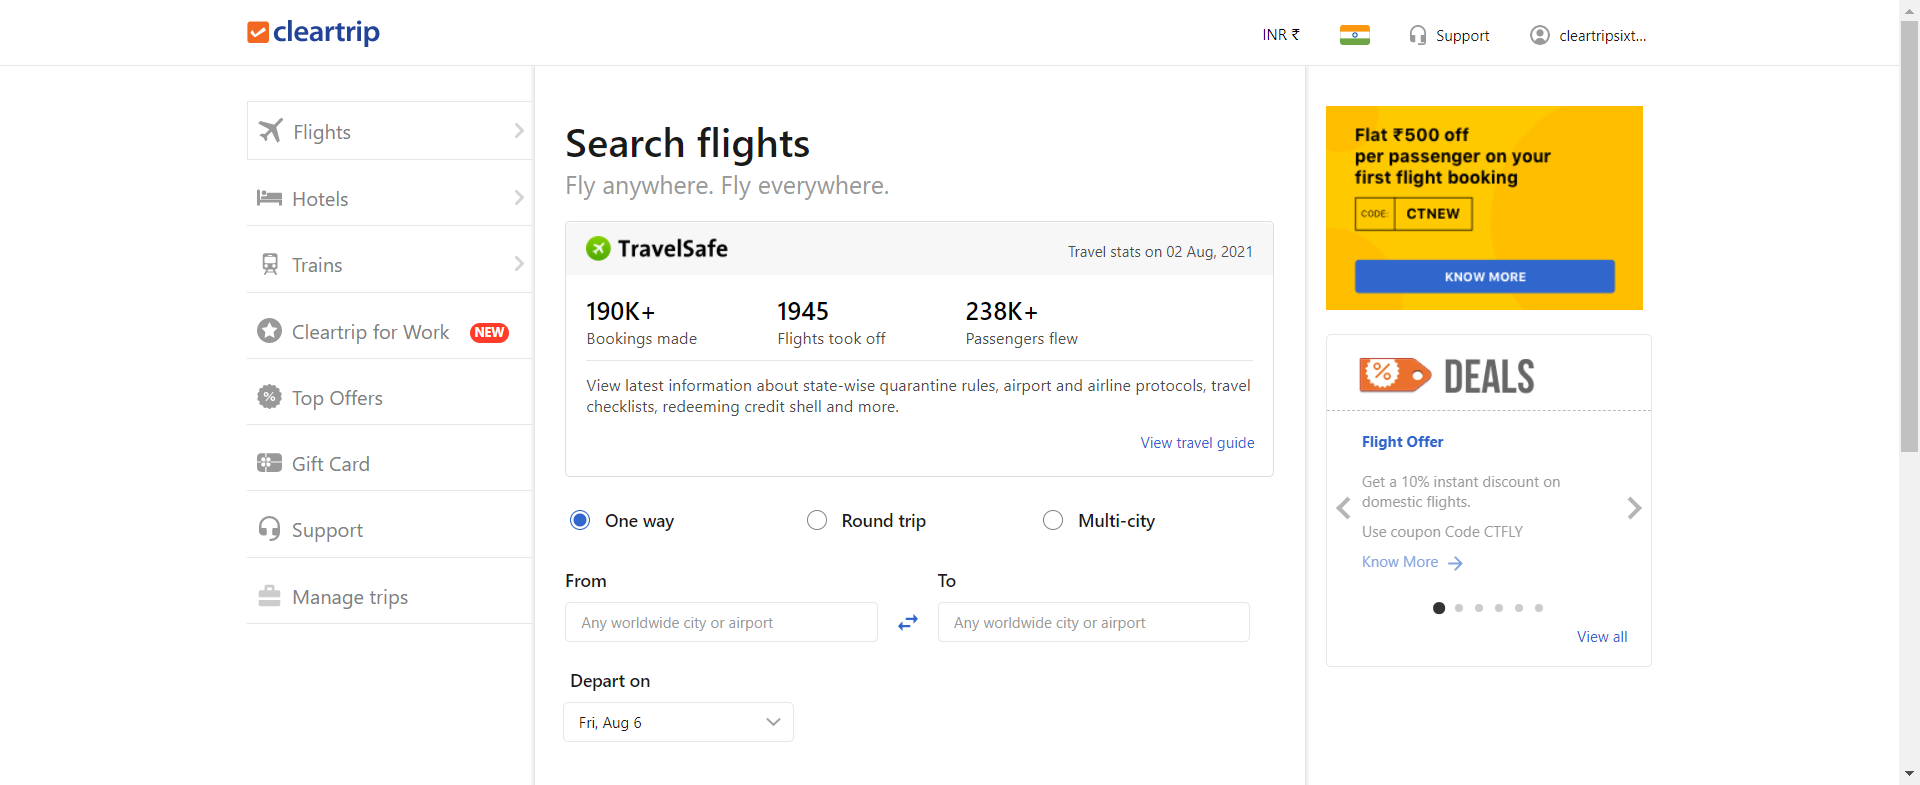 cleartrip
INR ₹
Support
cleartripsixt...
Flights
Hotels
Trains
Cleartrip for Work NEW
Top Offers
Gift Card
Support
Manage trips
Search flights
Fly anywhere. Fly everywhere.
TravelSafe
Travel stats on 02 Aug, 2021
190K+
Bookings made
1945
Flights took off
238K+
Passengers flew
View latest information about state-wise quarantine rules, airport and airline protocols, travel
checklists, redeeming credit shell and more.
View travel guide
One way
Round trip
Multi-city
From
Any worldwide city or airport
To
Any worldwide city or airport
Depart on
Fri, Aug 6
Flat ₹500 off
per passenger on your
first flight booking
CODE: CTNEW
KNOW MORE
% DEALS
Flight Offer
Get a 10% instant discount on
domestic flights.
Use coupon Code CTFLY
Know More
View all